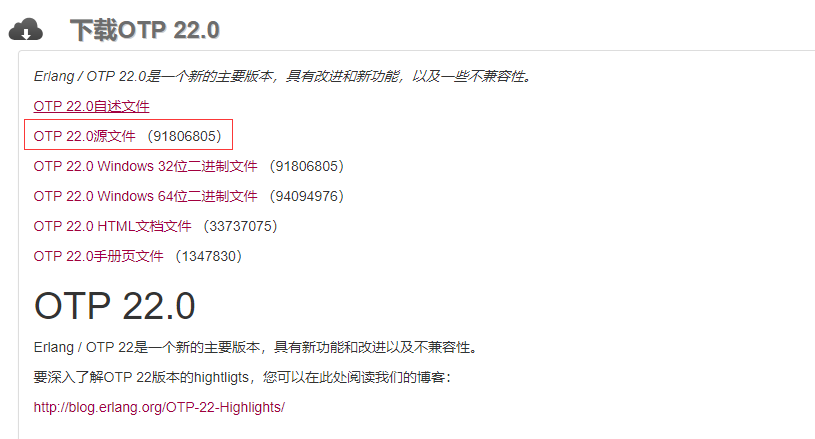 下载OTP 22.0
Erlang / OTP 22.0是一个新的主要版本，具有改进和新功能，以及一些不兼容性。
OTP 22.0自述文件
OTP 22.0源文件 （91806805）
OTP 22.0 Windows 32位二进制文件 （91806805）
OTP 22.0 Windows 64位二进制文件 （94094976）
OTP 22.0 HTML文档文件 （33737075）
OTP 22.0手册页文件 （1347830）
OTP 22.0
Erlang / OTP 22是一个新的主要版本，具有新功能和改进以及不兼容性。
要深入了解OTP 22版本的hightligts，您可以在此处阅读我们的博客：
http://blog.erlang.org/OTP-22-Highlights/